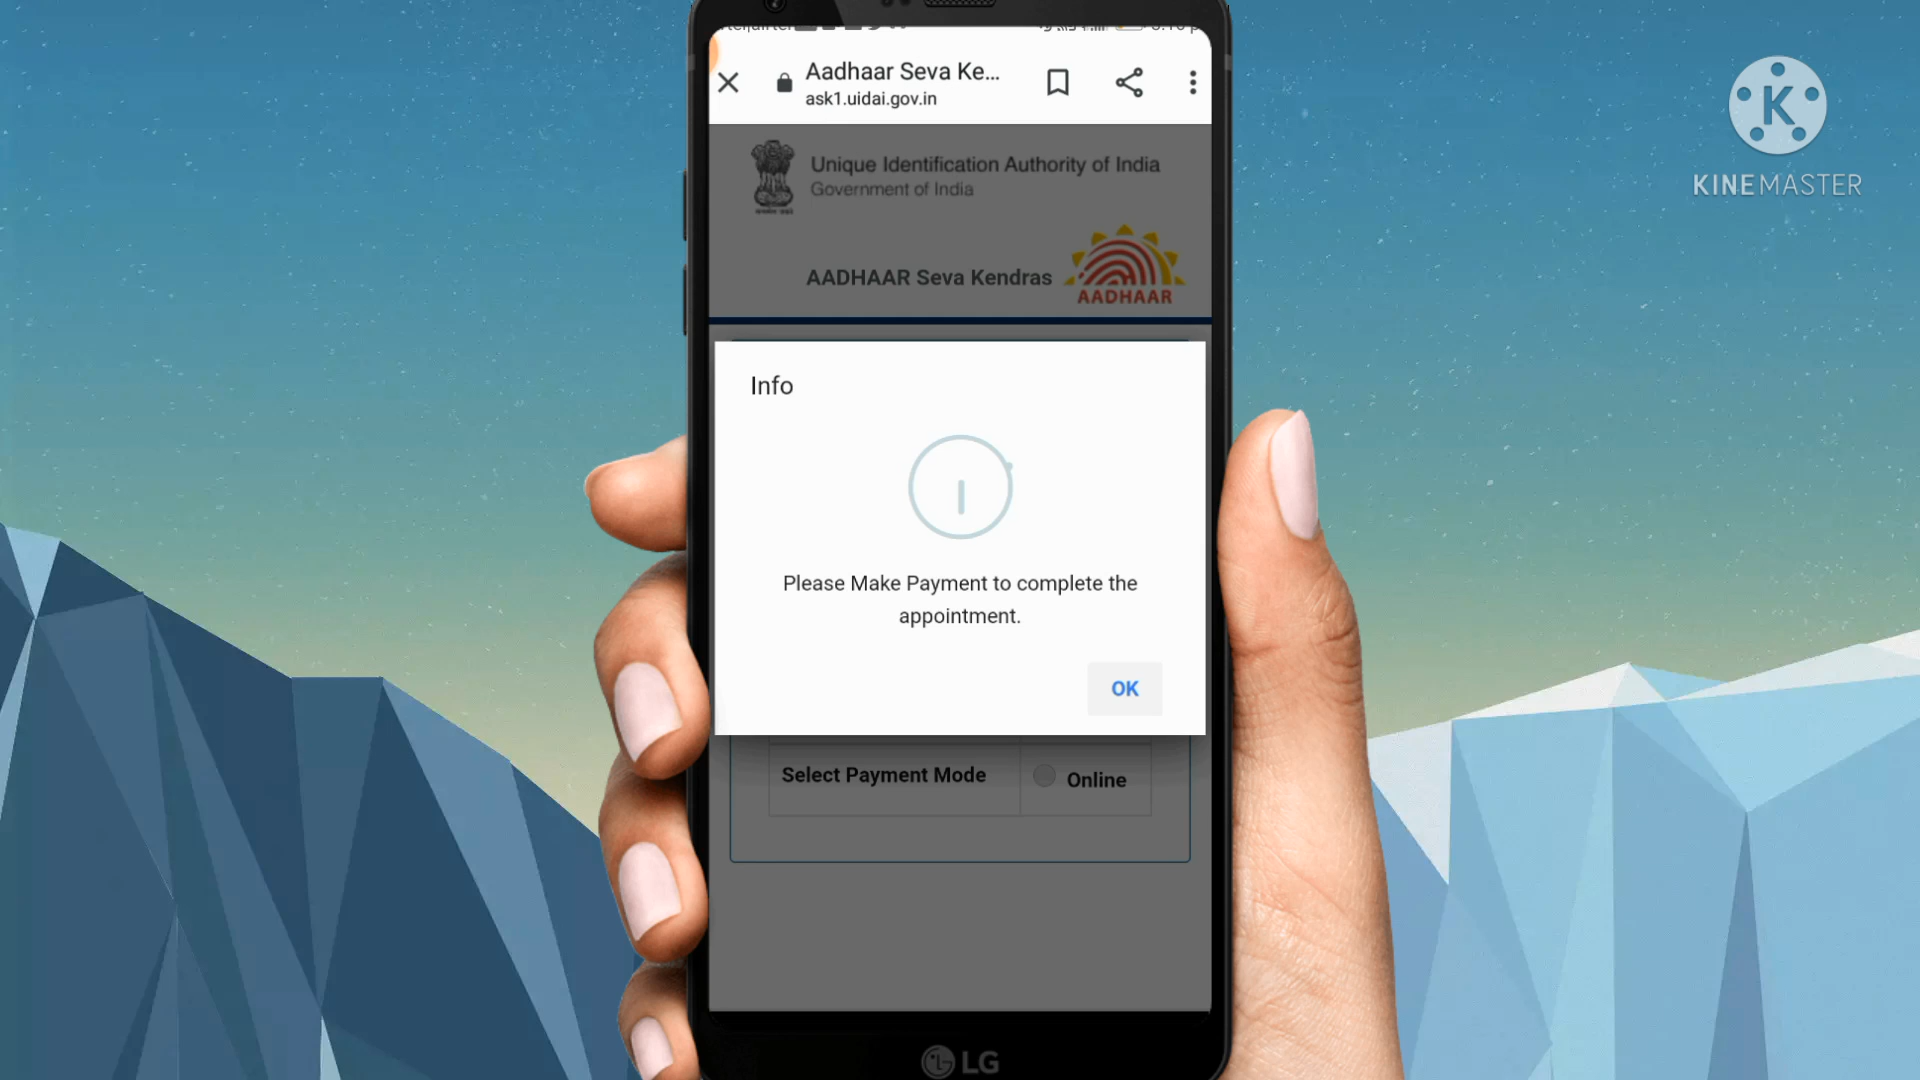 Aadhaar Seva Ke...
ask1.uidai.gov.in
KINEMASTER
Unique Identification Authority of India
Government of India
AADHAAR Seva Kendras
AADHAAR
Info
Please Make Payment to complete the
appointment.
OK
Select Payment Mode
Online
LG